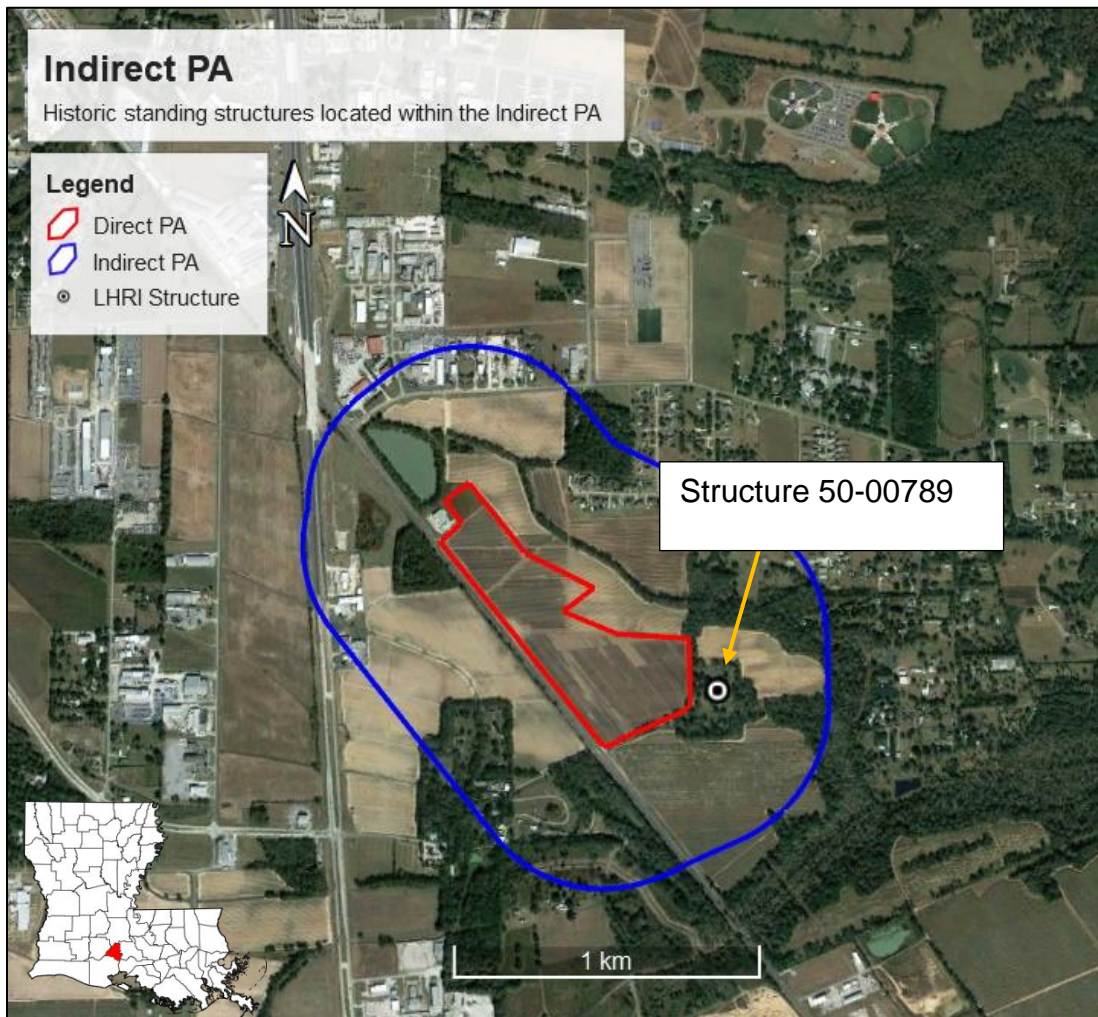 Indirect PA
Historic standing structures located within the Indirect PA
Legend
Direct PA
Indirect PA
LHRI Structure
N
Structure 50-00789
1 km